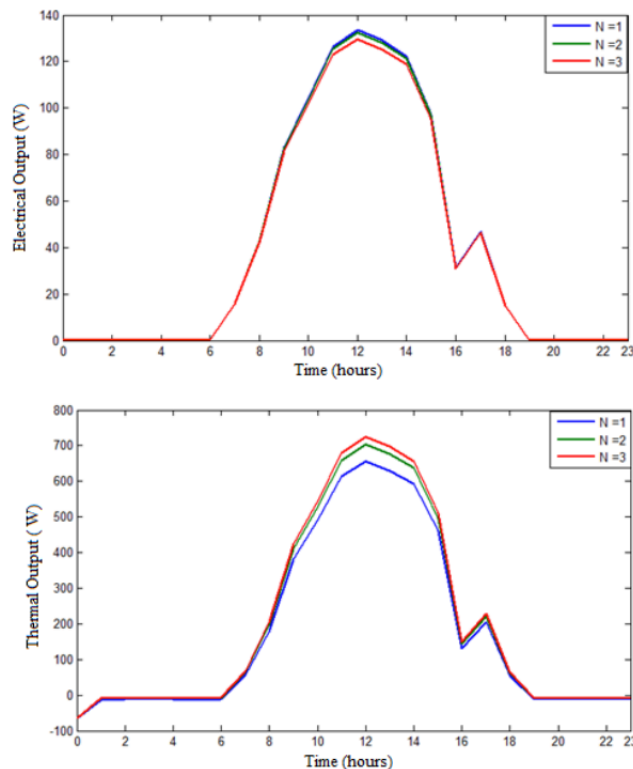 140
120
100
80
60
40
20
0
Electrical Output (W)
N =1
N =2
N =3
0 2 4 6 8 10 12 14 16 18 20 22 23
Time (hours)
800
700
600
500
400
300
200
100
0
-100
Thermal Output ( W)
N =1
N =2
N =3
0 2 4 6 8 10 12 14 16 18 20 22 23
Time (hours)